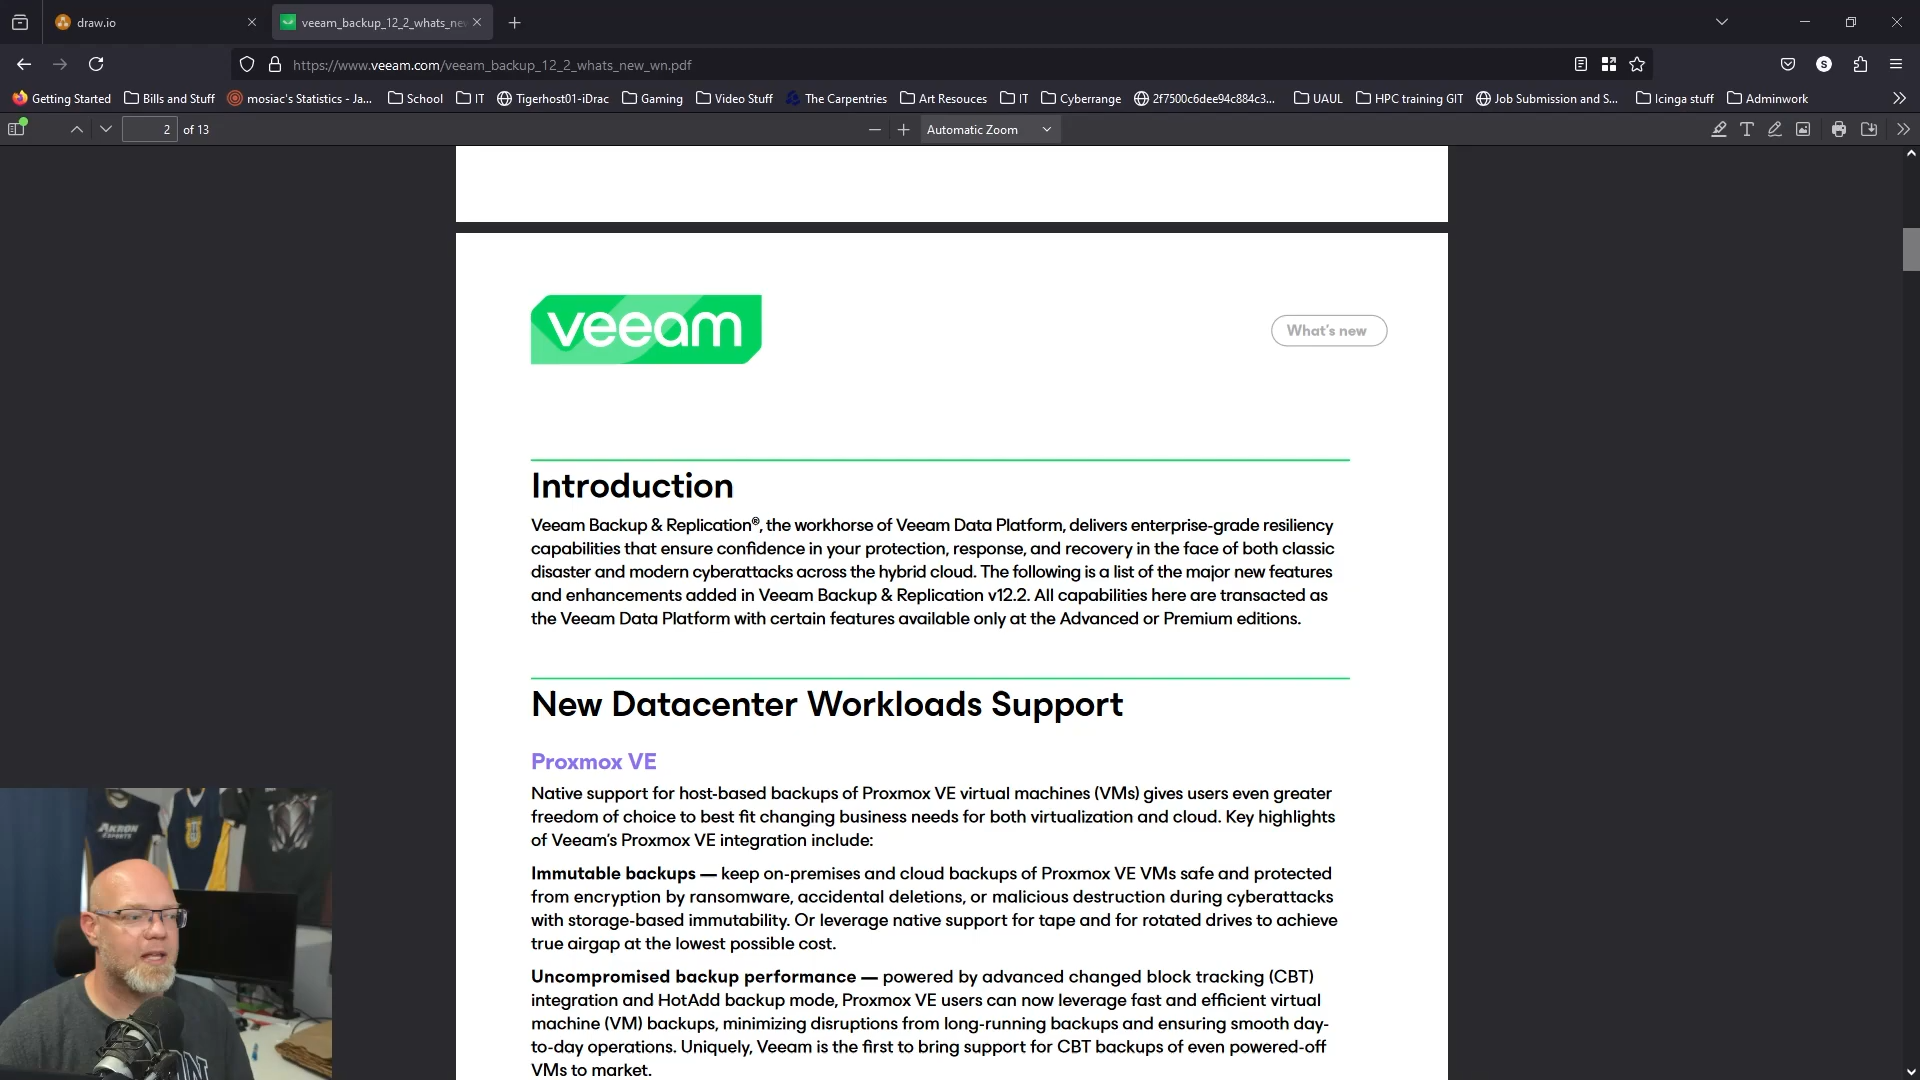 draw.io
veeam_backup_12_2_whats_new
https://www.veeam.com/veeam_backup_12_2_whats_new_wn.pdf
S
Getting Started
Bills and Stuff
mosiac's Statistics - Ja...
School
IT
Tigerhost01-iDrac
Gaming
Video Stuff
The Carpentries
Art Resouces
IT
Cyberrange
2f7500c6dee94c884c3...
UAUL
HPC training GIT
Job Submission and S...
Icinga stuff
Adminwork
2 of 13
Automatic Zoom
veeam
What's new
Introduction
Veeam Backup & Replication®, the workhorse of Veeam Data Platform, delivers enterprise-grade resiliency
capabilities that ensure confidence in your protection, response, and recovery in the face of both classic
disaster and modern cyberattacks across the hybrid cloud. The following is a list of the major new features
and enhancements added in Veeam Backup & Replication v12.2. All capabilities here are transacted as
the Veeam Data Platform with certain features available only at the Advanced or Premium editions.
New Datacenter Workloads Support
Proxmox VE
Native support for host-based backups of Proxmox VE virtual machines (VMs) gives users even greater
freedom of choice to best fit changing business needs for both virtualization and cloud. Key highlights
of Veeam's Proxmox VE integration include:
Immutable backups — keep on-premises and cloud backups of Proxmox VE VMs safe and protected
from encryption by ransomware, accidental deletions, or malicious destruction during cyberattacks
with storage-based immutability. Or leverage native support for tape and for rotated drives to achieve
true airgap at the lowest possible cost.
Uncompromised backup performance — powered by advanced changed block tracking (CBT)
integration and HotAdd backup mode, Proxmox VE users can now leverage fast and efficient virtual
machine (VM) backups, minimizing disruptions from long-running backups and ensuring smooth day-
to-day operations. Uniquely, Veeam is the first to bring support for CBT backups of even powered-off
VMs to market.
AKRON